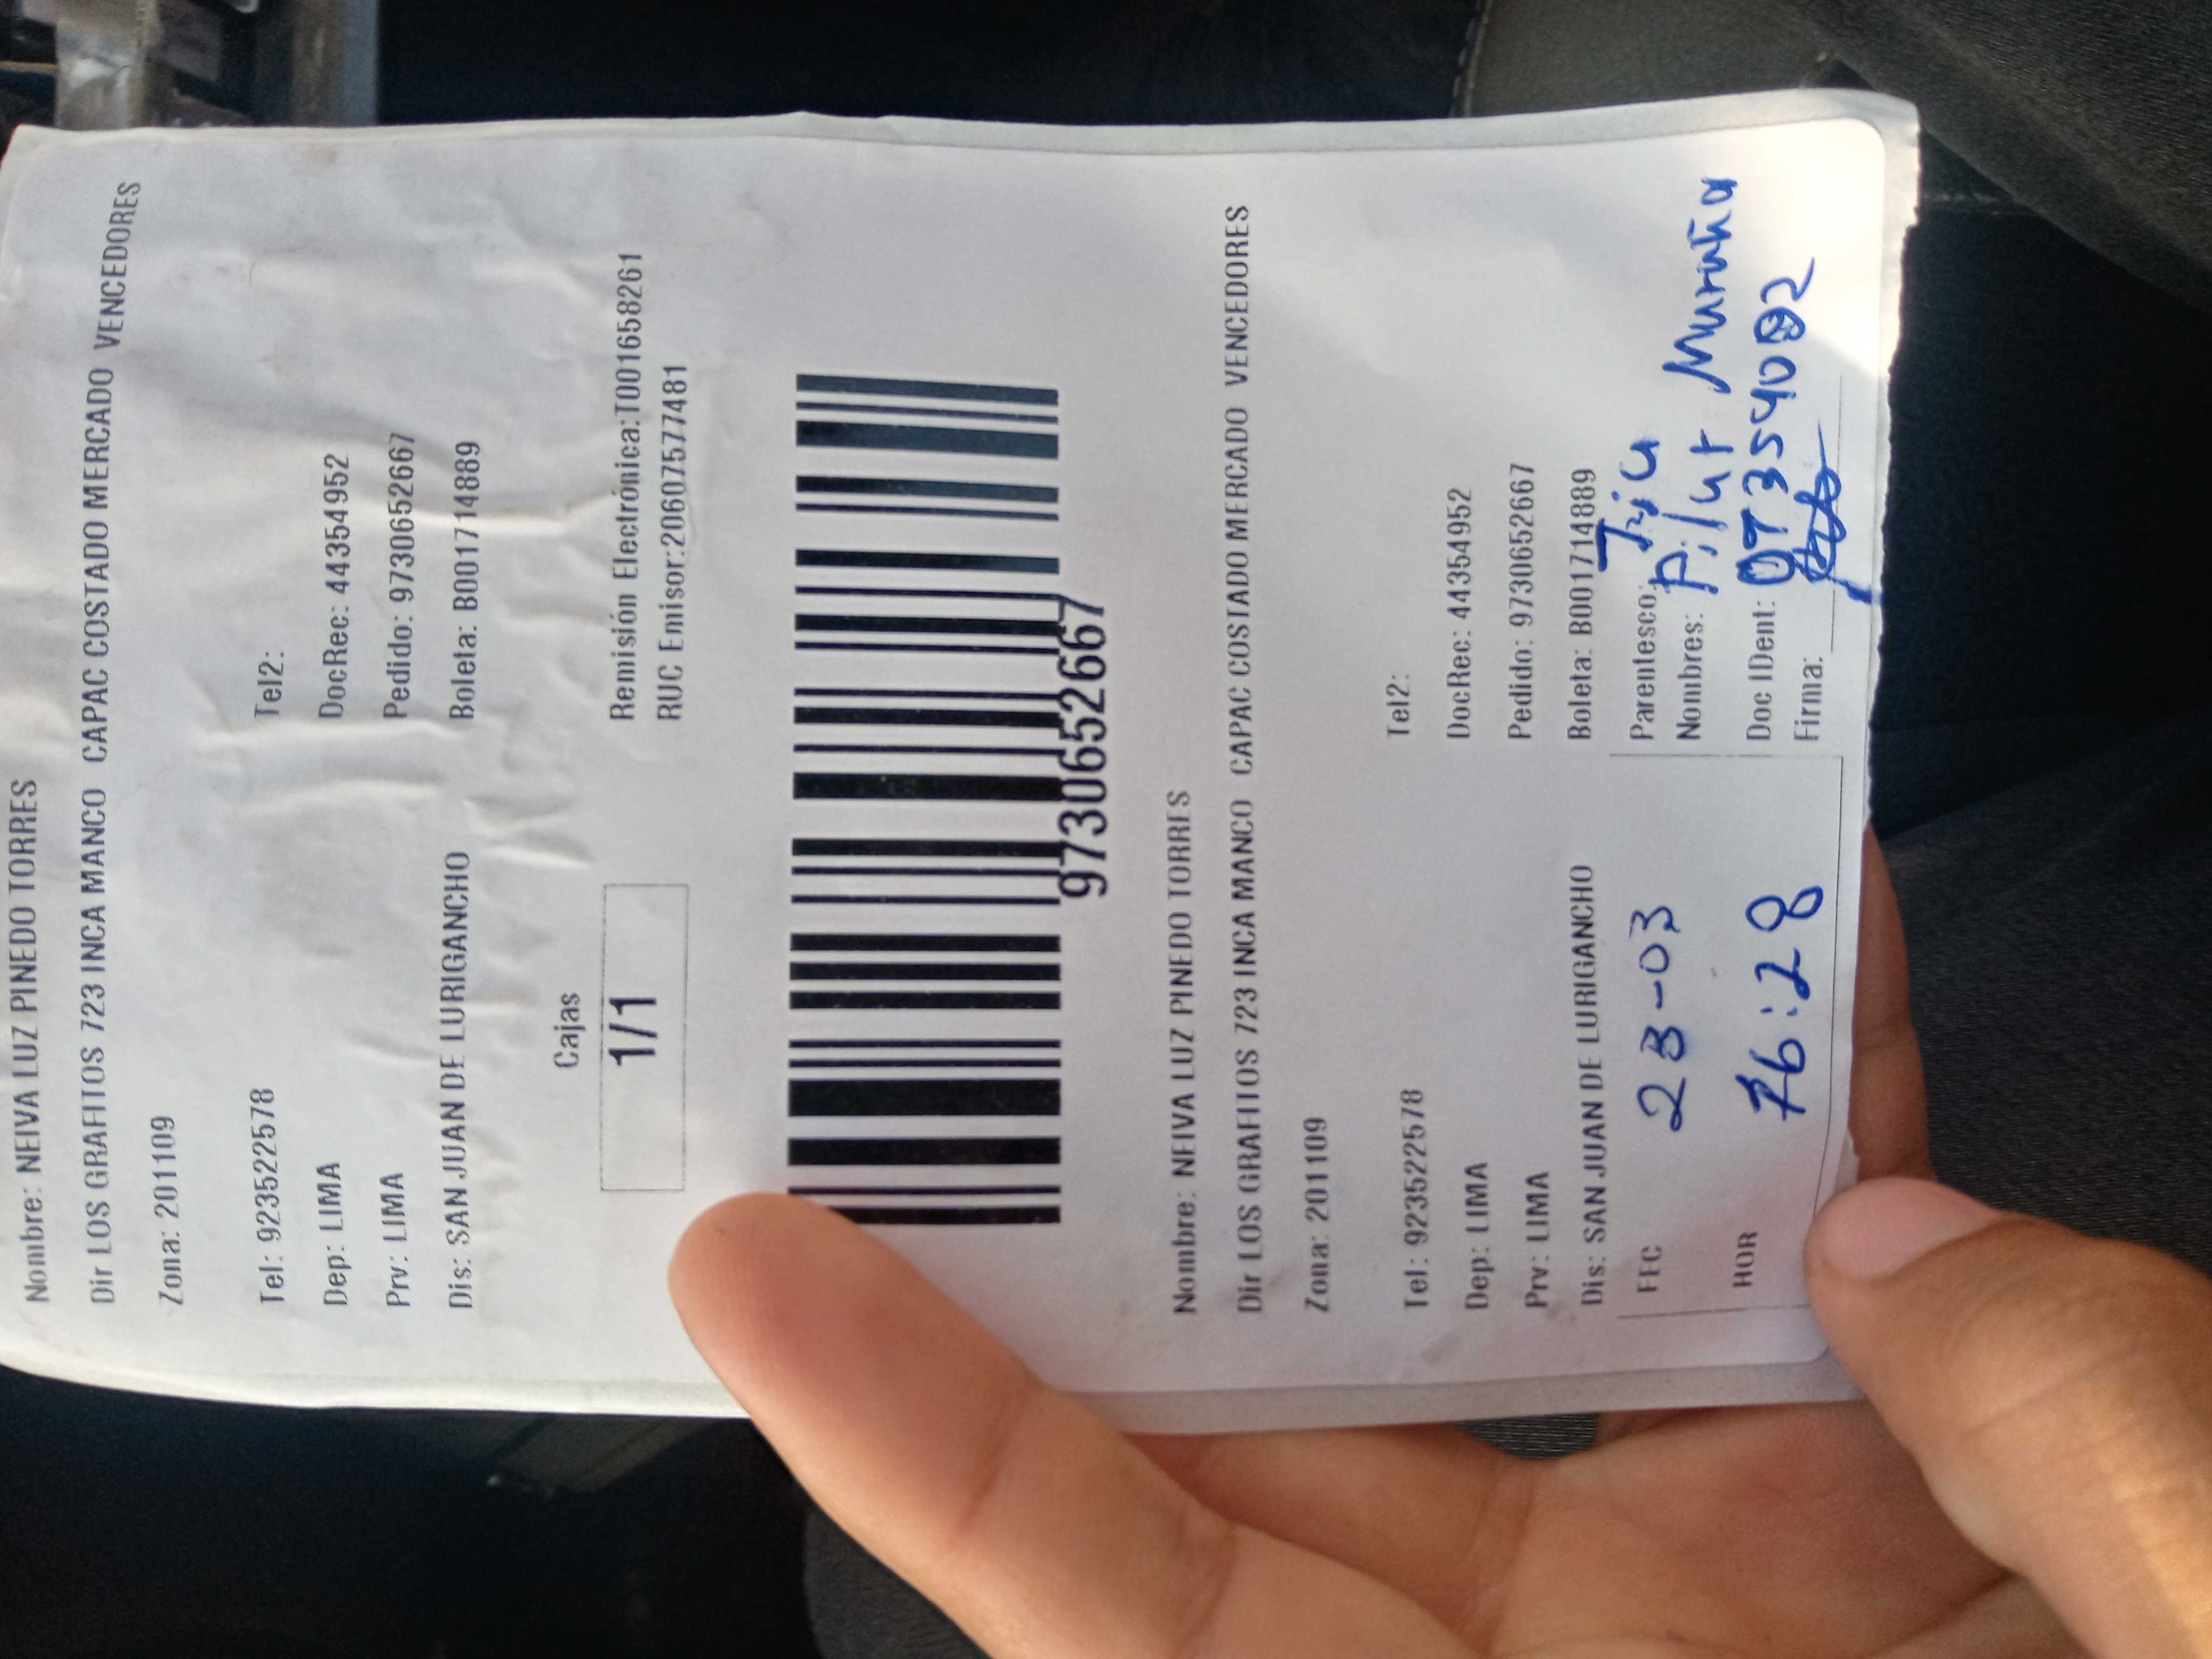 Nombre: NEIVA LUZ PINEDO TORRES
Dir LOS GRAFITOS 723 INCA MANCO CAPAC COSTADO MERCADO VENCEDORES
Zona: 201109
Tel: 923522578 Tel2:
Dep: LIMA DocRec: 44354952
Prv: LIMA Pedido: 9730652667
Dis: SAN JUAN DE LURIGANCHO Boleta: B001714889
Cajas
1/1
Remisión Electrónica:T001658261
RUC Emisor:20607577481
9730652667
Nombre: NEIVA LUZ PINEDO TORRES
Dir LOS GRAFITOS 723 INCA MANCO CAPAC COSTADO MERCADO VENCEDORES
Zona: 201109
Tel: 923522578 Tel2:
Dep: LIMA DocRec: 44354952
Prv: LIMA Pedido: 9730652667
Dis: SAN JUAN DE LURIGANCHO Boleta: B001714889
FEC 23-03 Parentesco:
Nombres: Pilar
HOR 16:28 Doc IDent:
Firma: